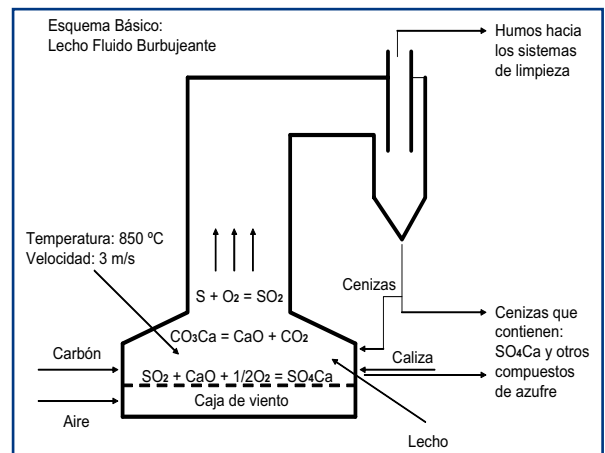 Esquema Básico:
Lecho Fluido Burbujeante
Humos hacia
los sistemas
de limpieza
Temperatura: 850 ºC
Velocidad: 3 m/s
S + O₂ = SO₂
Cenizas
CO₃Ca = CaO + CO₂
Cenizas que
contienen:
SO₄Ca y otros
compuestos
de azufre
Carbón
Caliza
SO₂ + CaO + 1/2O₂ = SO₄Ca
Caja de viento
Aire
Lecho